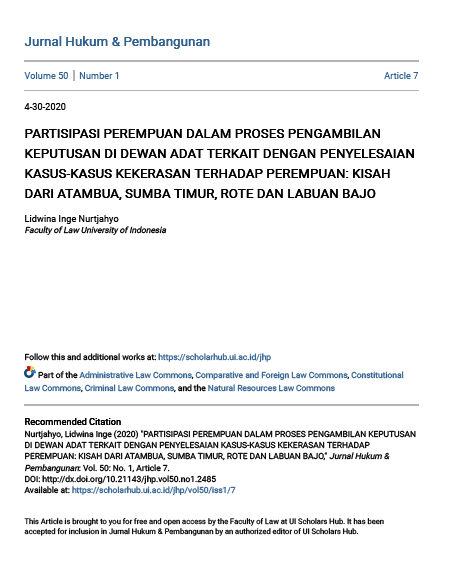 Jurnal Hukum & Pembangunan
Volume 50 | Number 1 Article 7
4-30-2020
PARTISIPASI PEREMPUAN DALAM PROSES PENGAMBILAN
KEPUTUSAN DI DEWAN ADAT TERKAIT DENGAN PENYELESAIAN
KASUS-KASUS KEKERASAN TERHADAP PEREMPUAN: KISAH
DARI ATAMBUA, SUMBA TIMUR, ROTE DAN LABUAN BAJO
Lidwina Inge Nurtjahyo
Faculty of Law University of Indonesia
Follow this and additional works at: https://scholarhub.ui.ac.id/jhp
Part of the Administrative Law Commons, Comparative and Foreign Law Commons, Constitutional
Law Commons, Criminal Law Commons, and the Natural Resources Law Commons
Recommended Citation
Nurtjahyo, Lidwina Inge (2020) "PARTISIPASI PEREMPUAN DALAM PROSES PENGAMBILAN KEPUTUSAN
DI DEWAN ADAT TERKAIT DENGAN PENYELESAIAN KASUS-KASUS KEKERASAN TERHADAP
PEREMPUAN: KISAH DARI ATAMBUA, SUMBA TIMUR, ROTE DAN LABUAN BAJO," Jurnal Hukum &
Pembangunan: Vol. 50: No. 1, Article 7.
DOI: http://dx.doi.org/10.21143/jhp.vol50.no1.2485
Available at: https://scholarhub.ui.ac.id/jhp/vol50/iss1/7
This Article is brought to you for free and open access by the Faculty of Law at UI Scholars Hub. It has been
accepted for inclusion in Jurnal Hukum & Pembangunan by an authorized editor of UI Scholars Hub.